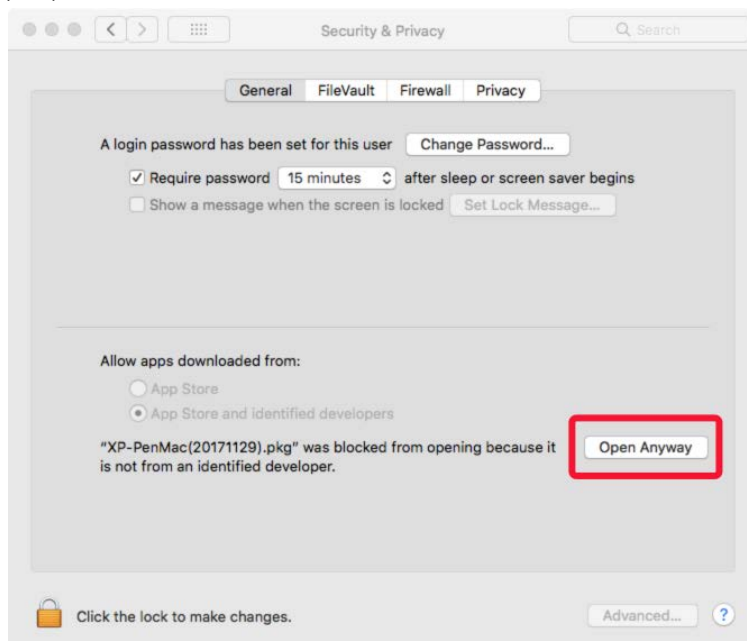 Security & Privacy
Search
General FileVault Firewall Privacy
A login password has been set for this user Change Password...
Require password 15 minutes after sleep or screen saver begins
Show a message when the screen is locked Set Lock Message...
Allow apps downloaded from:
App Store
App Store and identified developers
“XP-PenMac(20171129).pkg” was blocked from opening because it Open Anyway
is not from an identified developer.
Click the lock to make changes. Advanced... ?